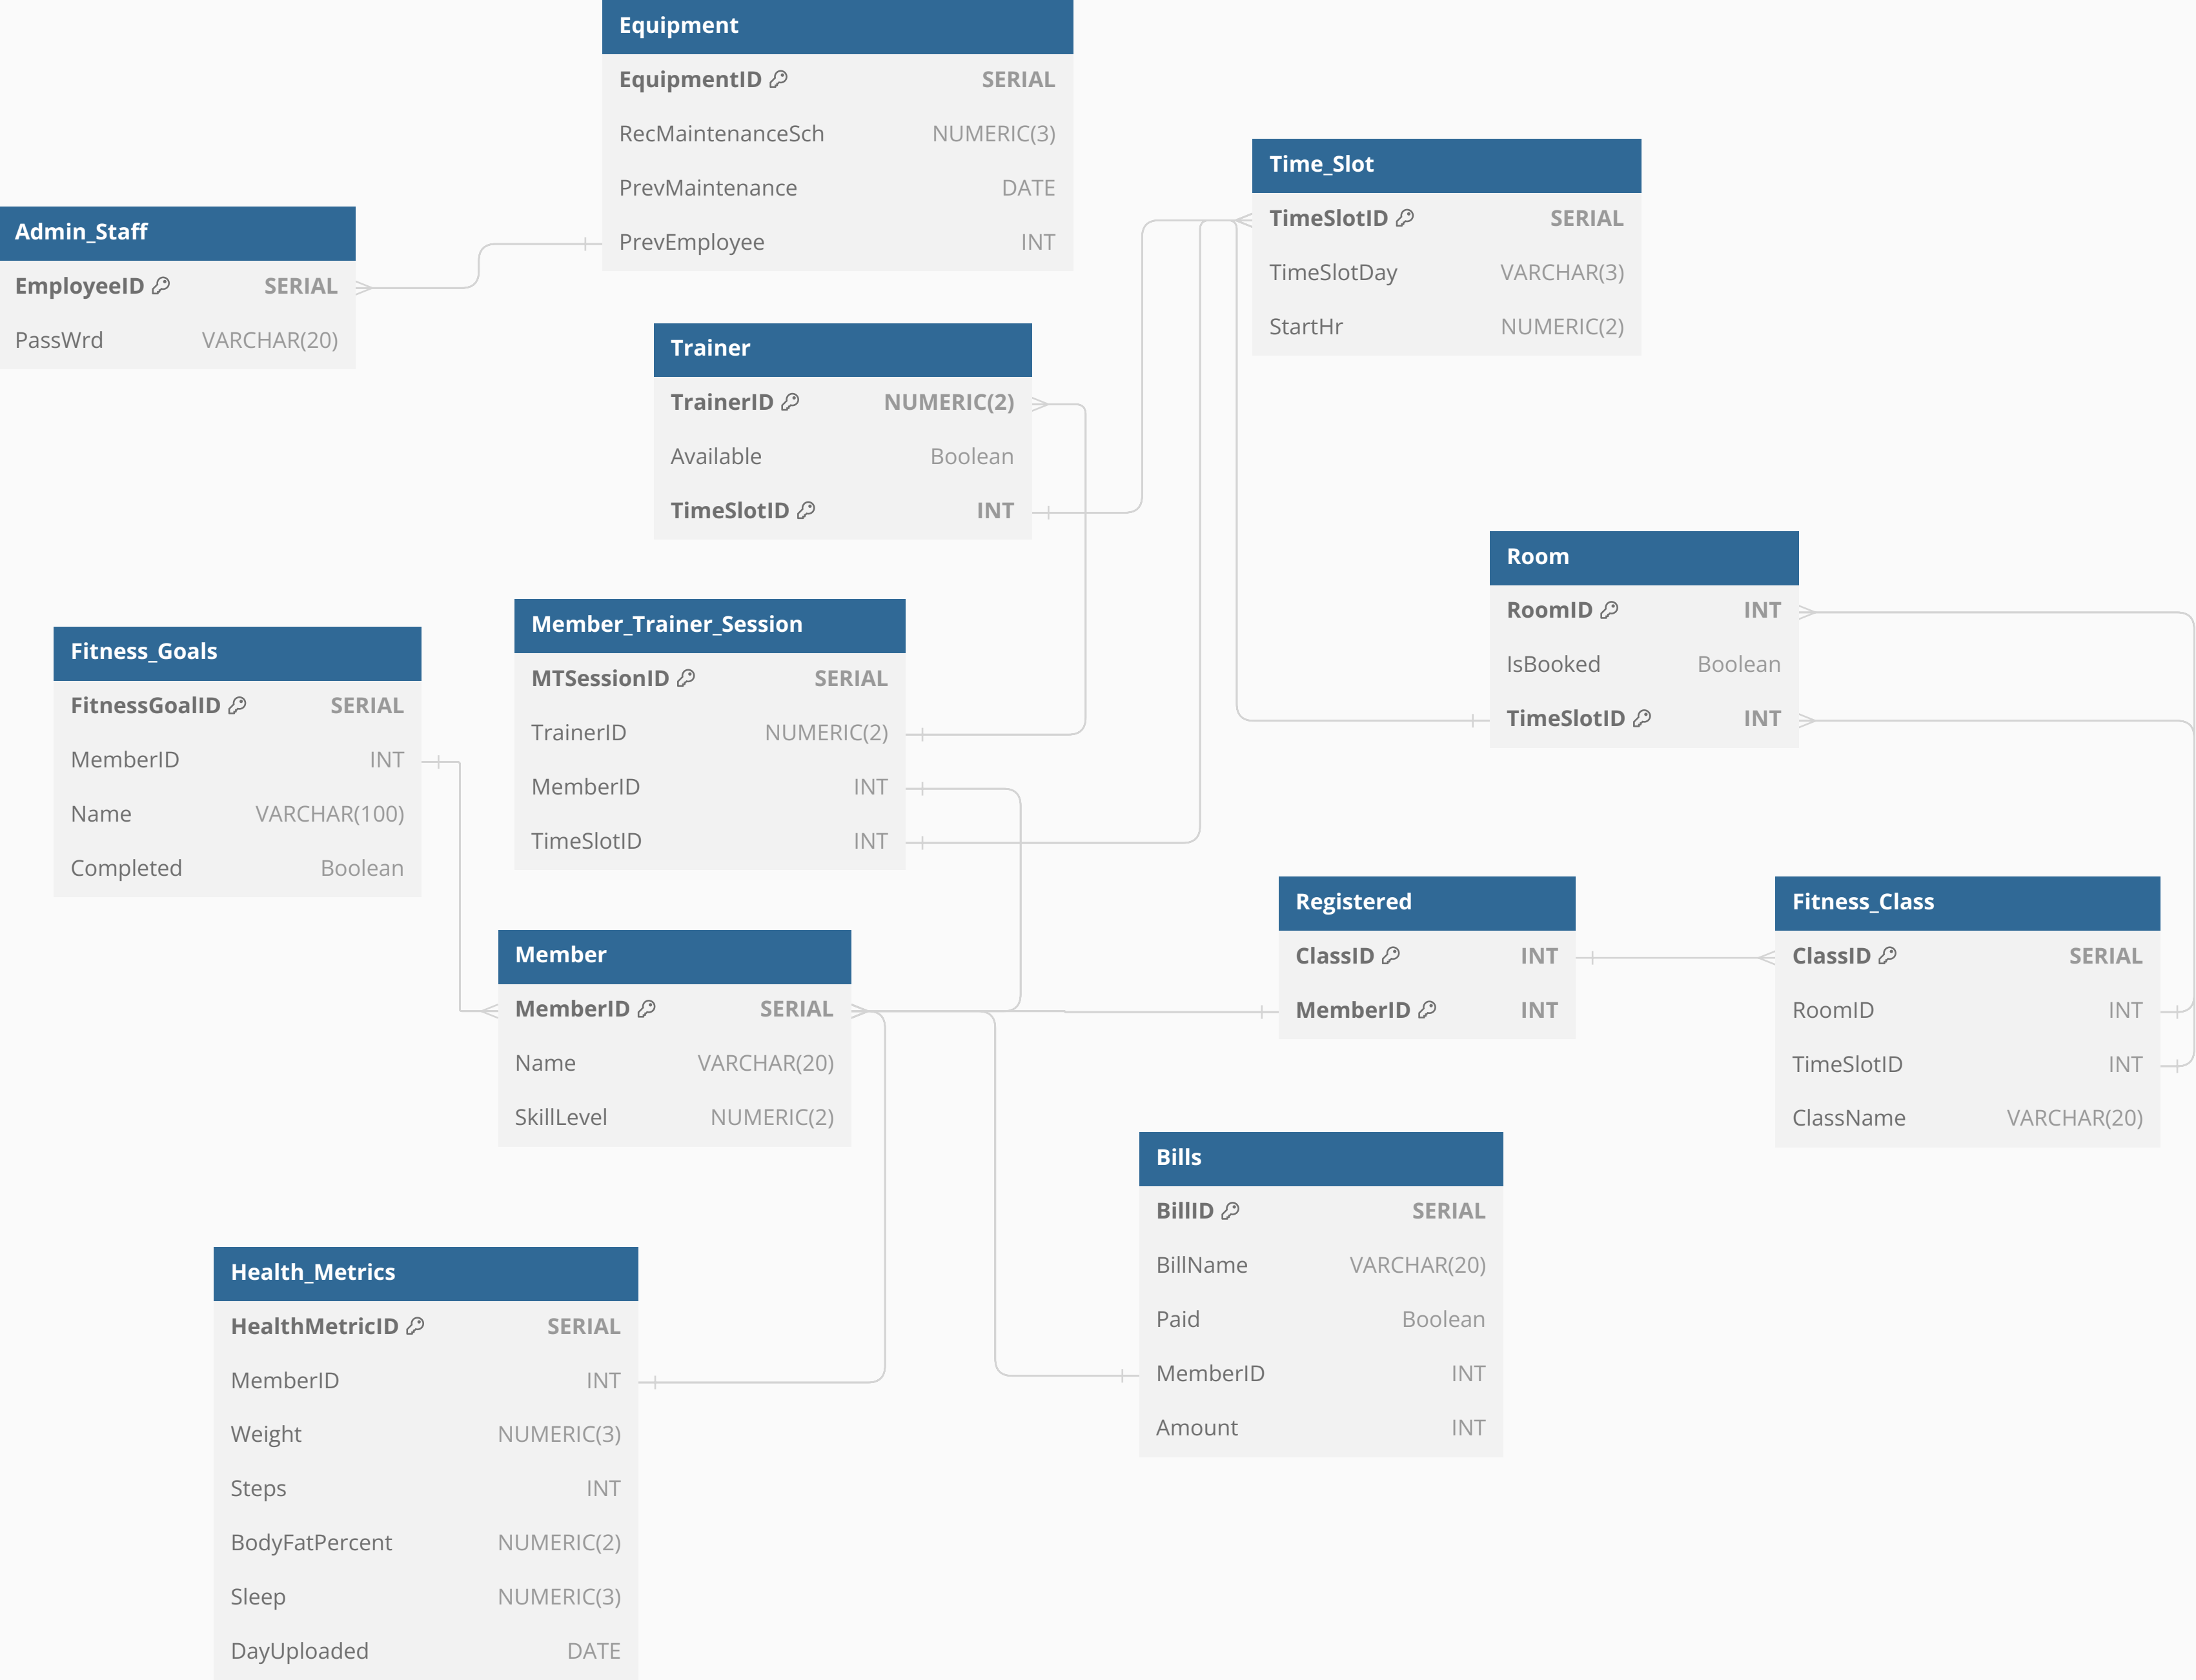 Equipment
EquipmentID SERIAL
RecMaintenanceSch NUMERIC(3)
PrevMaintenance DATE
PrevEmployee INT
Admin_Staff
EmployeeID SERIAL
PassWrd VARCHAR(20)
Time_Slot
TimeSlotID SERIAL
TimeSlotDay VARCHAR(3)
StartHr NUMERIC(2)
Trainer
TrainerID NUMERIC(2)
Available Boolean
TimeSlotID INT
Room
RoomID INT
IsBooked Boolean
TimeSlotID INT
Member_Trainer_Session
MTSessionID SERIAL
TrainerID NUMERIC(2)
MemberID INT
TimeSlotID INT
Fitness_Goals
FitnessGoalID SERIAL
MemberID INT
Name VARCHAR(100)
Completed Boolean
Registered
ClassID INT
MemberID INT
Fitness_Class
ClassID SERIAL
RoomID INT
TimeSlotID INT
ClassName VARCHAR(20)
Member
MemberID SERIAL
Name VARCHAR(20)
SkillLevel NUMERIC(2)
Bills
BillID SERIAL
BillName VARCHAR(20)
Paid Boolean
MemberID INT
Amount INT
Health_Metrics
HealthMetricID SERIAL
MemberID INT
Weight NUMERIC(3)
Steps INT
BodyFatPercent NUMERIC(2)
Sleep NUMERIC(3)
DayUploaded DATE